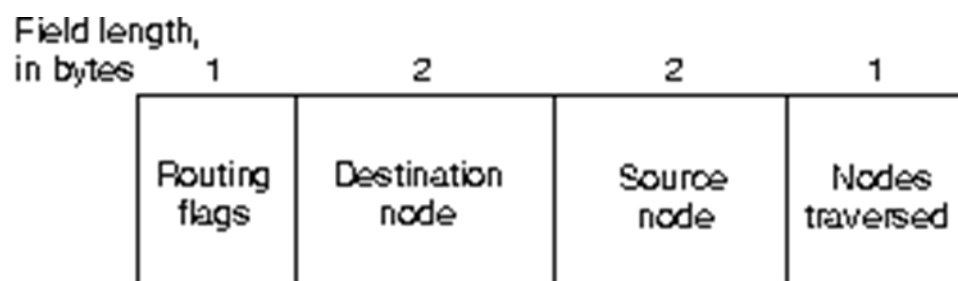 Field length,
in bytes 1 2 2 1
Routing
flags
Destination
node
Source
node
Nodes
traversed